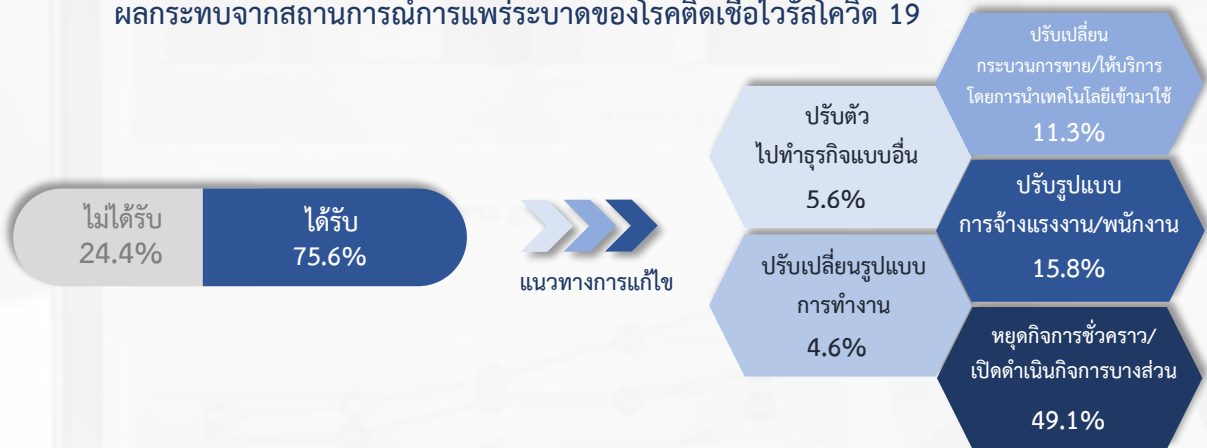 ผลกระทบจากสถานการณ์การแพร่ระบาดของโรคติดเชื้อไวรัสโควิด 19
ไม่ได้รับ
24.4%
ได้รับ
75.6%
แนวทางการแก้ไข
ปรับตัว
ไปทำธุรกิจแบบอื่น
5.6%
ปรับเปลี่ยนรูปแบบ
การทำงาน
4.6%
ปรับเปลี่ยน
กระบวนการขาย/ให้บริการ
โดยการนำเทคโนโลยีเข้ามาใช้
11.3%
ปรับรูปแบบ
การจ้างแรงงาน/พนักงาน
15.8%
หยุดกิจการชั่วคราว/
เปิดดำเนินกิจการบางส่วน
49.1%